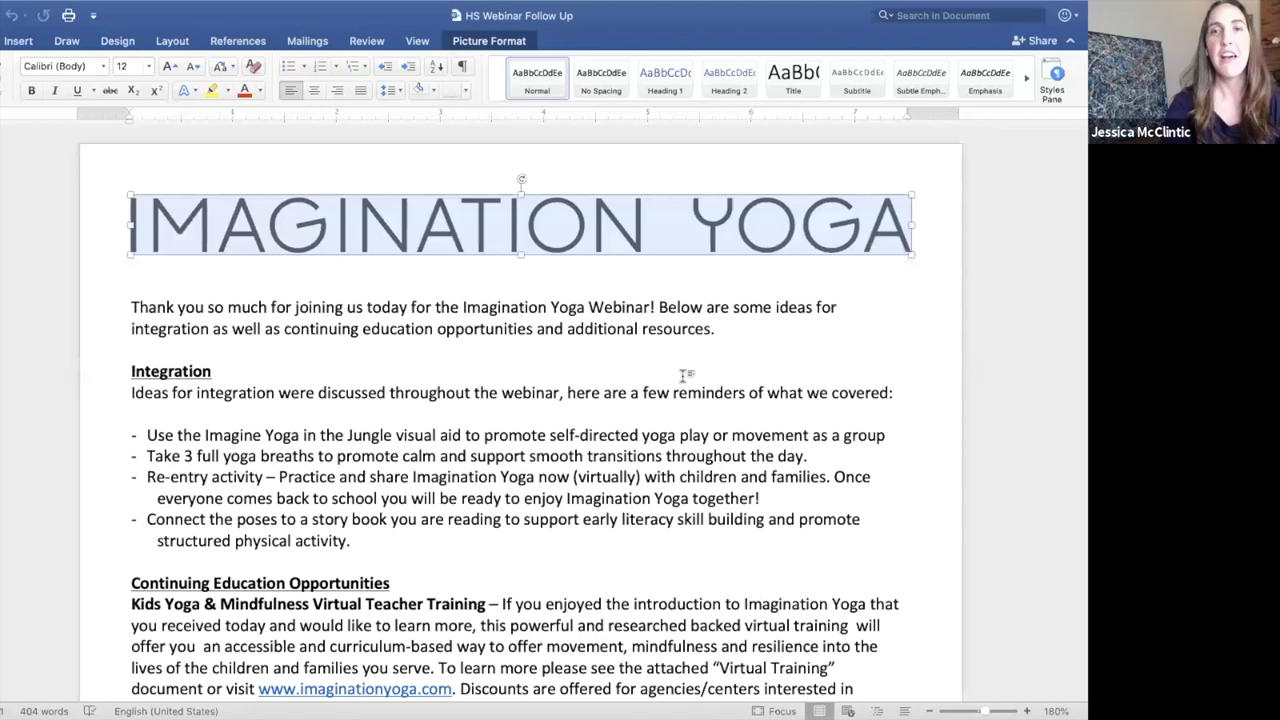 HS Webinar Follow Up
Search in Document
Insert Draw Design Layout References Mailings Review View Picture Format Share
Calibri (Body) 12
AaBbCcDdEe AaBbCcDdEe AaBbCcDc AaBbCcDdEe AaBb( AaBbCcDdEe AaBbCcDdEe AaBbCcDdEe
Normal No Spacing Heading 1 Heading 2 Title Subtitle Subtle Emph... Emphasis Styles Pane
1 2 3 4 5 6 7
Jessica McClintic
IMAGINATION YOGA
Thank you so much for joining us today for the Imagination Yoga Webinar! Below are some ideas for
integration as well as continuing education opportunities and additional resources.
Integration
Ideas for integration were discussed throughout the webinar, here are a few reminders of what we covered:
- Use the Imagine Yoga in the Jungle visual aid to promote self-directed yoga play or movement as a group
- Take 3 full yoga breaths to promote calm and support smooth transitions throughout the day.
- Re-entry activity – Practice and share Imagination Yoga now (virtually) with children and families. Once
everyone comes back to school you will be ready to enjoy Imagination Yoga together!
- Connect the poses to a story book you are reading to support early literacy skill building and promote
structured physical activity.
Continuing Education Opportunities
Kids Yoga & Mindfulness Virtual Teacher Training – If you enjoyed the introduction to Imagination Yoga that
you received today and would like to learn more, this powerful and researched backed virtual training will
offer you an accessible and curriculum-based way to offer movement, mindfulness and resilience into the
lives of the children and families you serve. To learn more please see the attached “Virtual Training”
document or visit www.imaginationyoga.com. Discounts are offered for agencies/centers interested in
404 words English (United States) Focus 180%